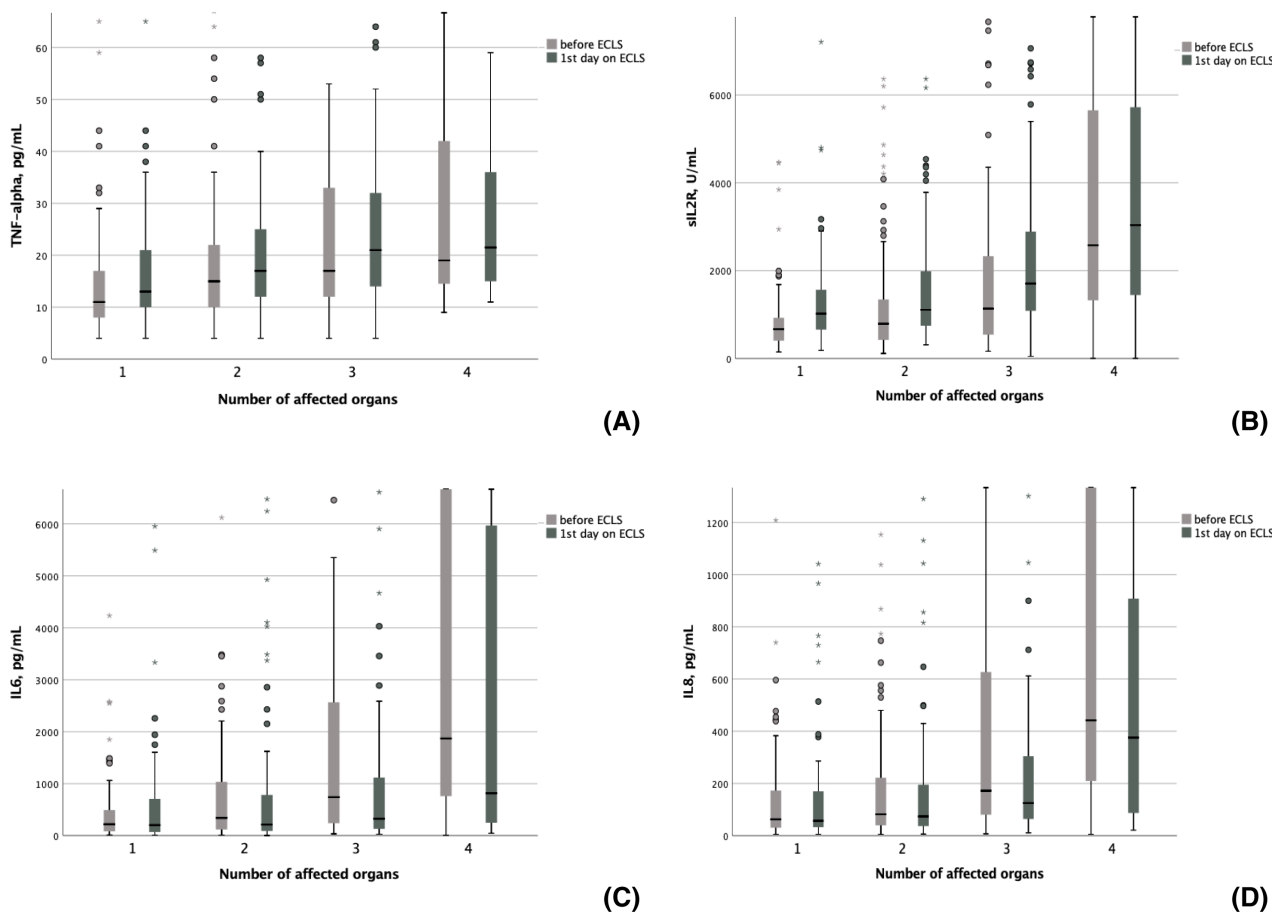 60
50
40
30
20
10
0
TNF-alpha, pg/mL
1 2 3 4
Number of affected organs
before ECLS
1st day on ECLS
(A)
6000
4000
2000
0
sIL2R, U/mL
1 2 3 4
Number of affected organs
before ECLS
1st day on ECLS
(B)
6000
5000
4000
3000
2000
1000
0
IL6, pg/mL
1 2 3 4
Number of affected organs
before ECLS
1st day on ECLS
(C)
1200
1000
800
600
400
200
0
IL8, pg/mL
1 2 3 4
Number of affected organs
before ECLS
1st day on ECLS
(D)